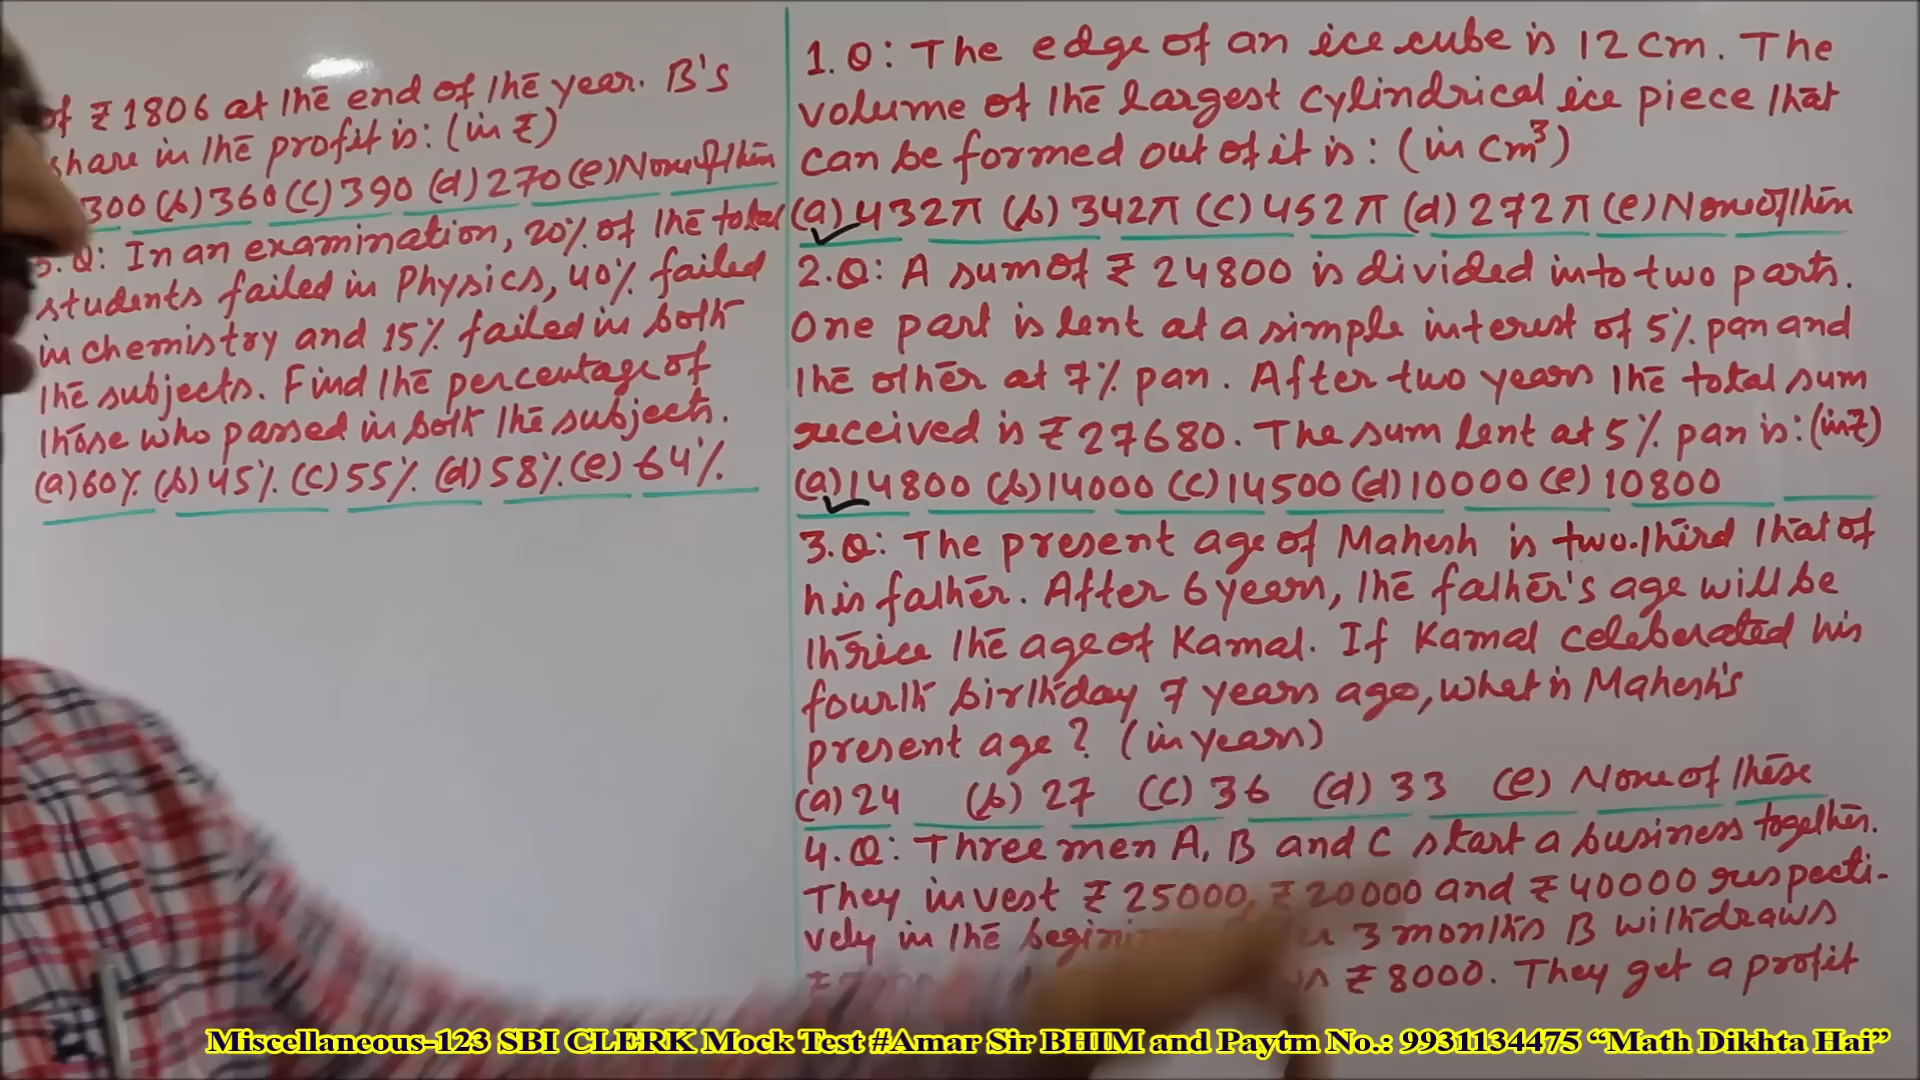 of ₹1806 at the end of the year. B's
share in the profit is: (in ₹)
300 (b) 360 (c) 390 (d) 270 (e) None of them
.Q: In an examination, 20% of the total
students failed in Physics, 40% failed
in chemistry and 15% failed in both
the subjects. Find the percentage of
those who passed in both the subjects.
(a) 60% (b) 45% (c) 55% (d) 58% (e) 64%
1.Q: The edge of an ice cube is 12 cm. The
volume of the largest cylindrical ice piece that
can be formed out of it is: (in cm³)
(a) 432π (b) 342π (c) 452π (d) 272π (e) None of them
2.Q: A sum of ₹ 24800 is divided into two parts.
One part is lent at a simple interest of 5% pan and
the other at 7% pan. After two years the total sum
received is ₹27680. The sum lent at 5% pan is: (in ₹)
(a) 14800 (b) 14000 (c) 14500 (d) 10000 (e) 10800
3.Q: The present age of Mahesh is two-third that of
his father. After 6 years, the father's age will be
thrice the age of Kamal. If Kamal celeberated his
fourth birthday 7 years ago, what is Mahesh's
present age? (in years)
(a) 24 (b) 27 (c) 36 (d) 33 (e) None of these
4.Q: Three men A, B and C start a business together.
They invest ₹ 25000, ₹ 20000 and ₹ 40000 respecti-
vely in the 3 months B withdraws
₹ 8000. They get a profit
Miscellaneous-123 SBI CLERK Mock Test #Amar Sir BHIM and Paytm No.: 9931134475 “Math Dikhta Hai”